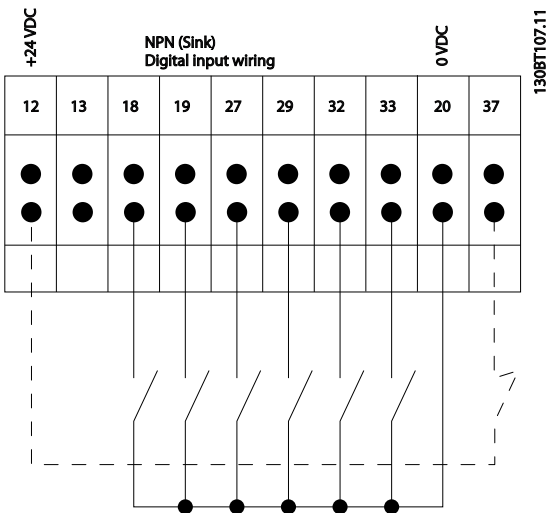 +24 VDC
NPN (Sink)
Digital input wiring
0 VDC
130BT107.11
12 13 18 19 27 29 32 33 20 37